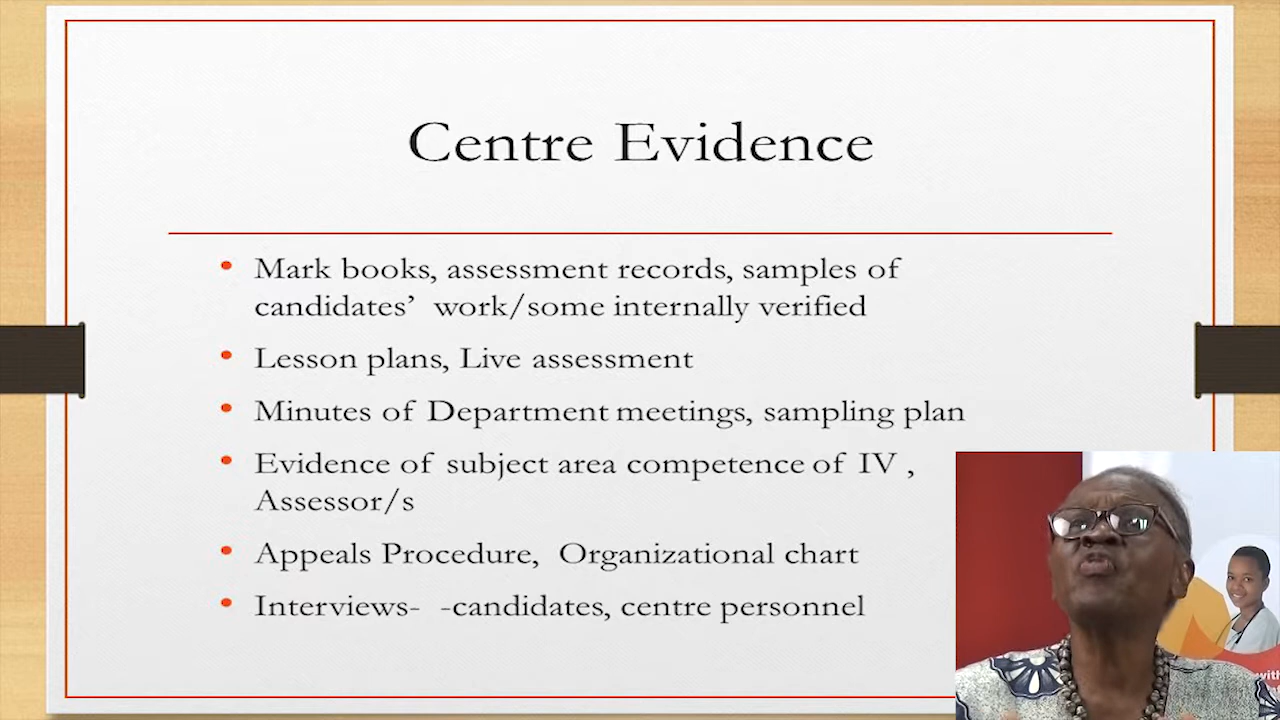 Centre Evidence
• Mark books, assessment records, samples of
candidates’ work/some internally verified
• Lesson plans, Live assessment
• Minutes of Department meetings, sampling plan
• Evidence of subject area competence of IV ,
Assessor/s
• Appeals Procedure, Organizational chart
• Interviews- -candidates, centre personnel
with